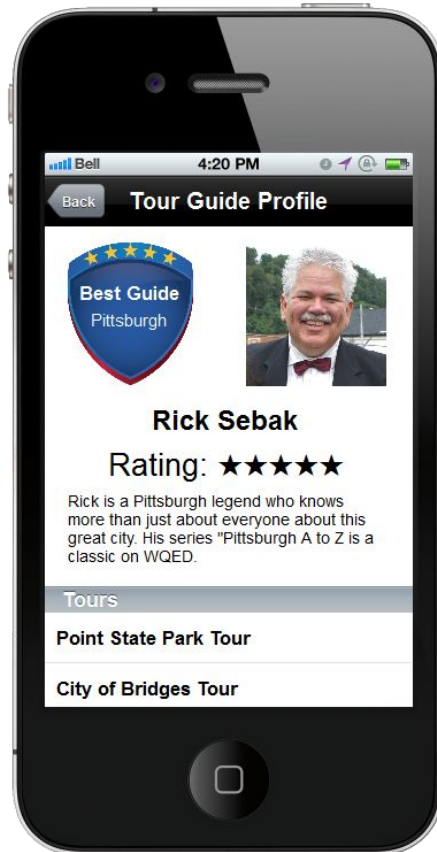 Bell 4:20 PM
Back Tour Guide Profile
Best Guide
Pittsburgh
Rick Sebak
Rating: ★★★★★
Rick is a Pittsburgh legend who knows
more than just about everyone about this
great city. His series "Pittsburgh A to Z is a
classic on WQED.
Tours
Point State Park Tour
City of Bridges Tour